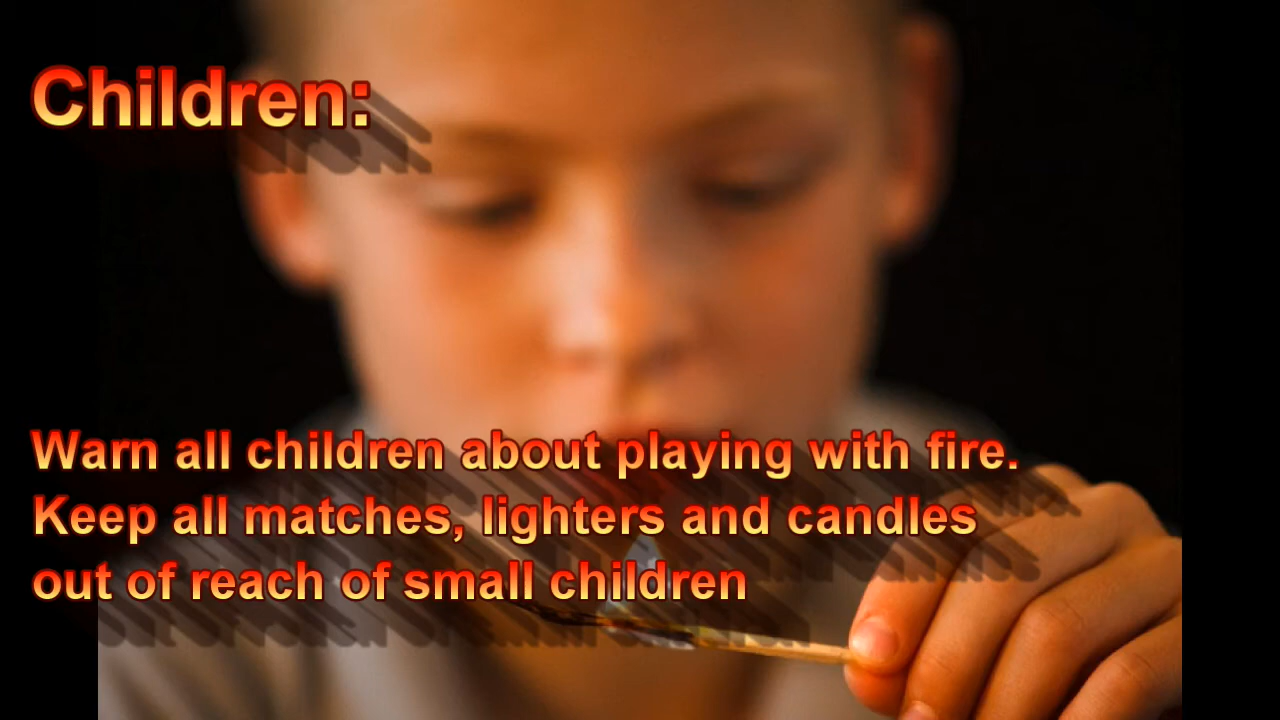 Children:
Warn all children about playing with fire.
Keep all matches, lighters and candles
out of reach of small children